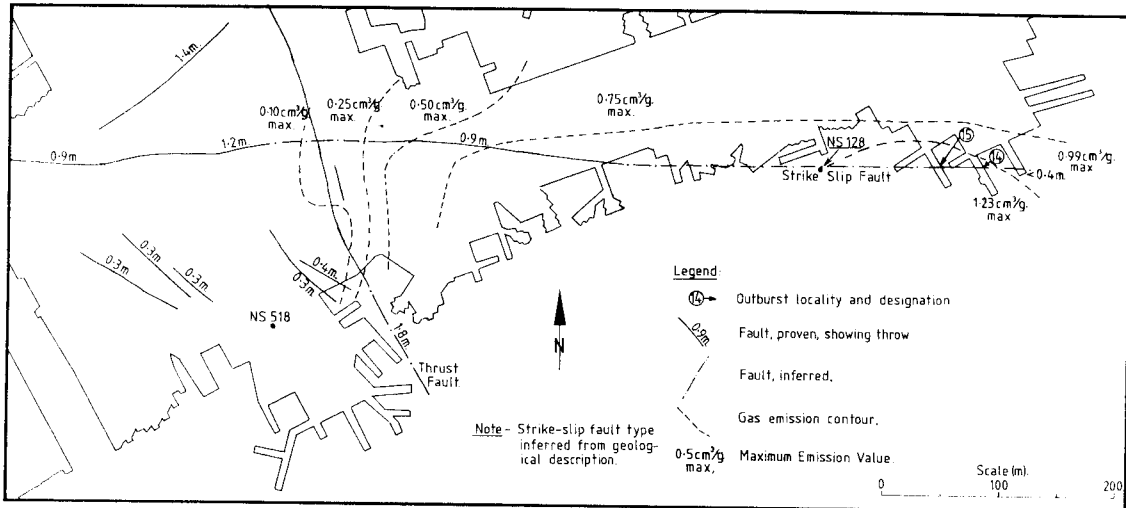 1·4m.
0·10cm³/g.
max.
0·25cm³/g.
max.
0·50cm³/g.
max.
0·75cm³/g.
max.
0·9m
1·2m
0·9m
NS 128
Strike Slip Fault
15
14
0·99cm³/g.
max
0·4m.
1·23cm³/g.
max
0·3m.
0·3m
0·3m
0·4m.
0·3m
NS 518
1·8m.
Thrust
Fault
N
Legend:
14 Outburst locality and designation
0·9m Fault, proven, showing throw
Fault, inferred,
Gas emission contour,
0·5cm³/g
max, Maximum Emission Value.
Note - Strike-slip fault type
inferred from geolog-
ical description.
Scale (m).
0 100 200